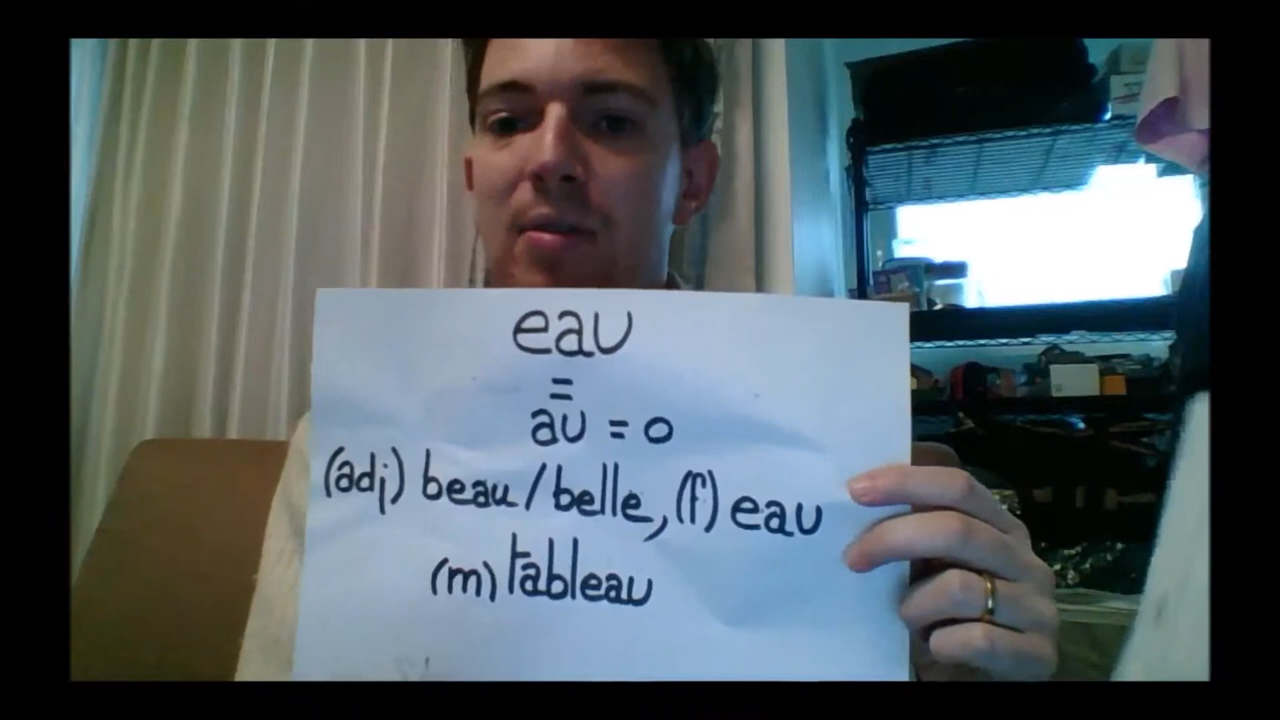 eau
=
au = o
(adj) beau/belle, (f) eau
(m) tableau